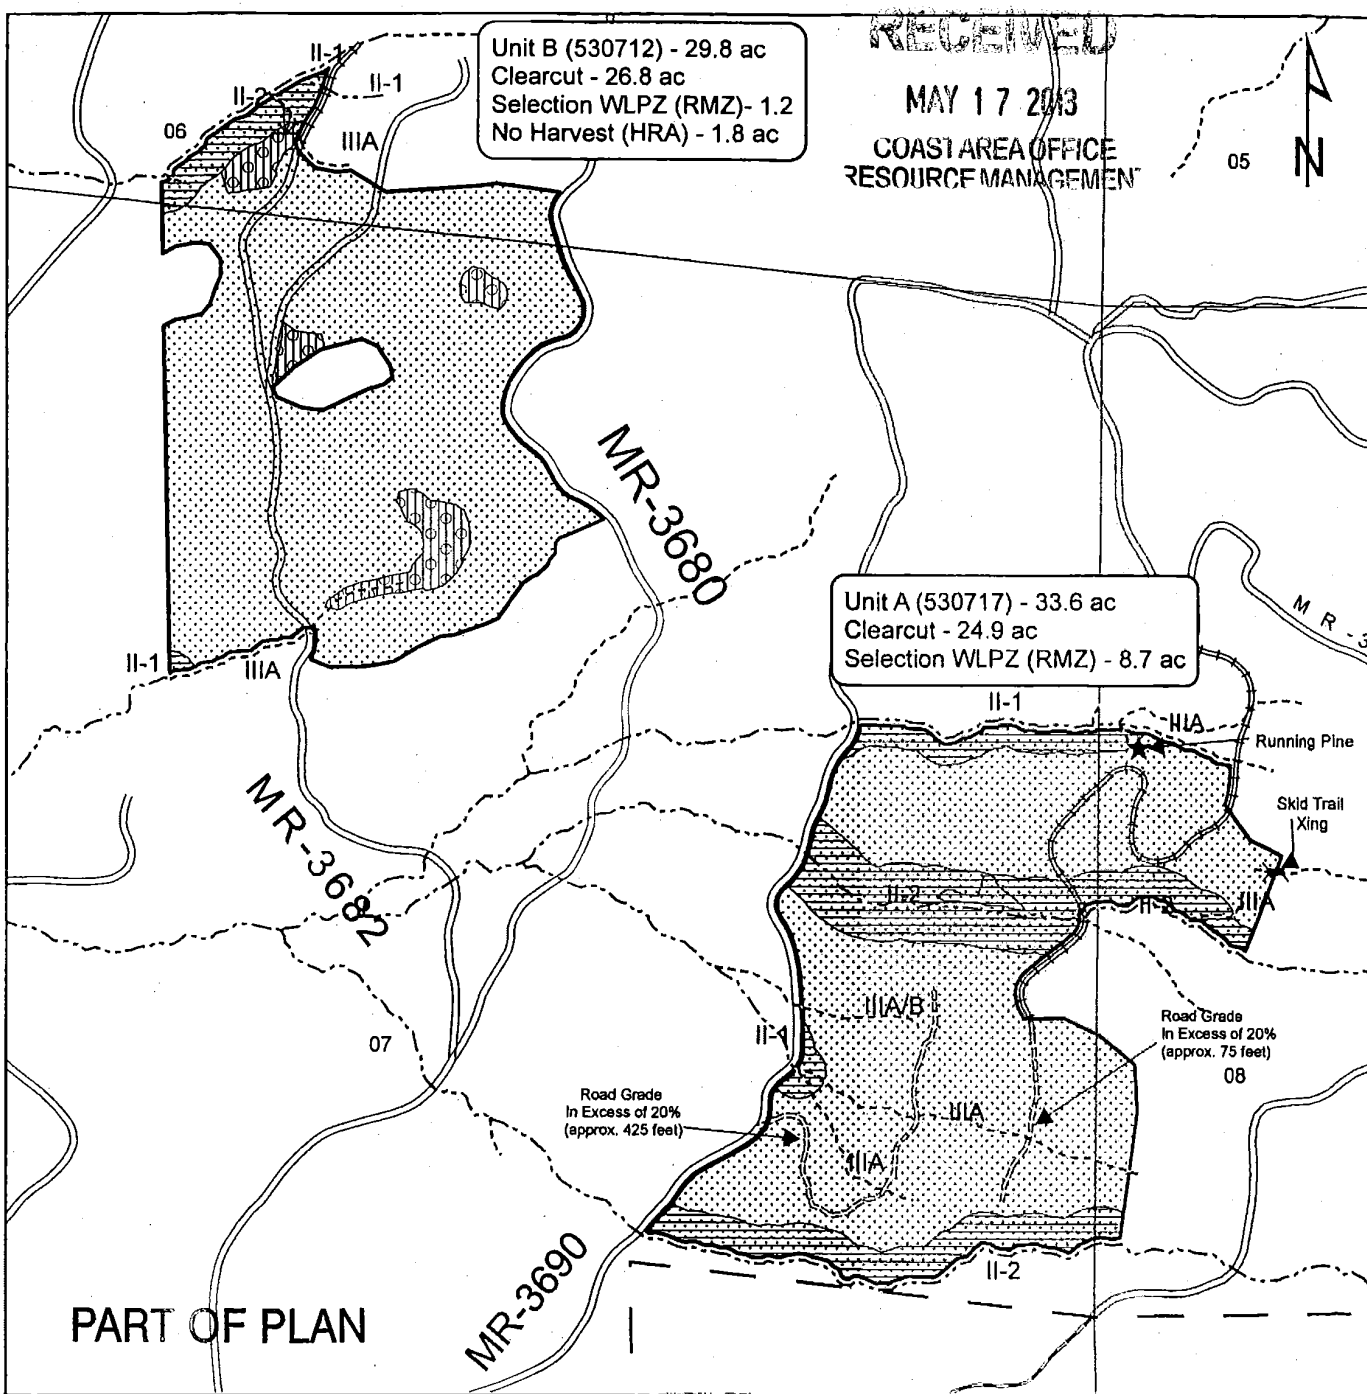 RECEIVED
MAY 17 2013
COAST AREA OFFICE
RESOURCE MANAGEMENT
Unit B (530712) - 29.8 ac
Clearcut - 26.8 ac
Selection WLPZ (RMZ)- 1.2
No Harvest (HRA) - 1.8 ac
II-1
II-1
II-2
06
IIIA
05
N
MR-3680
Unit A (530717) - 33.6 ac
Clearcut - 24.9 ac
Selection WLPZ (RMZ) - 8.7 ac
MR-3
II-1
IIIA
II-1
IIIA
Running Pine
MR-3682
Skid Trail
Xing
II-2
IIIA
IIIA/B
II-1
07
Road Grade
In Excess of 20%
(approx. 75 feet)
08
Road Grade
In Excess of 20%
(approx. 425 feet)
IIIA
IIIA
II-2
MR-3690
PART OF PLAN